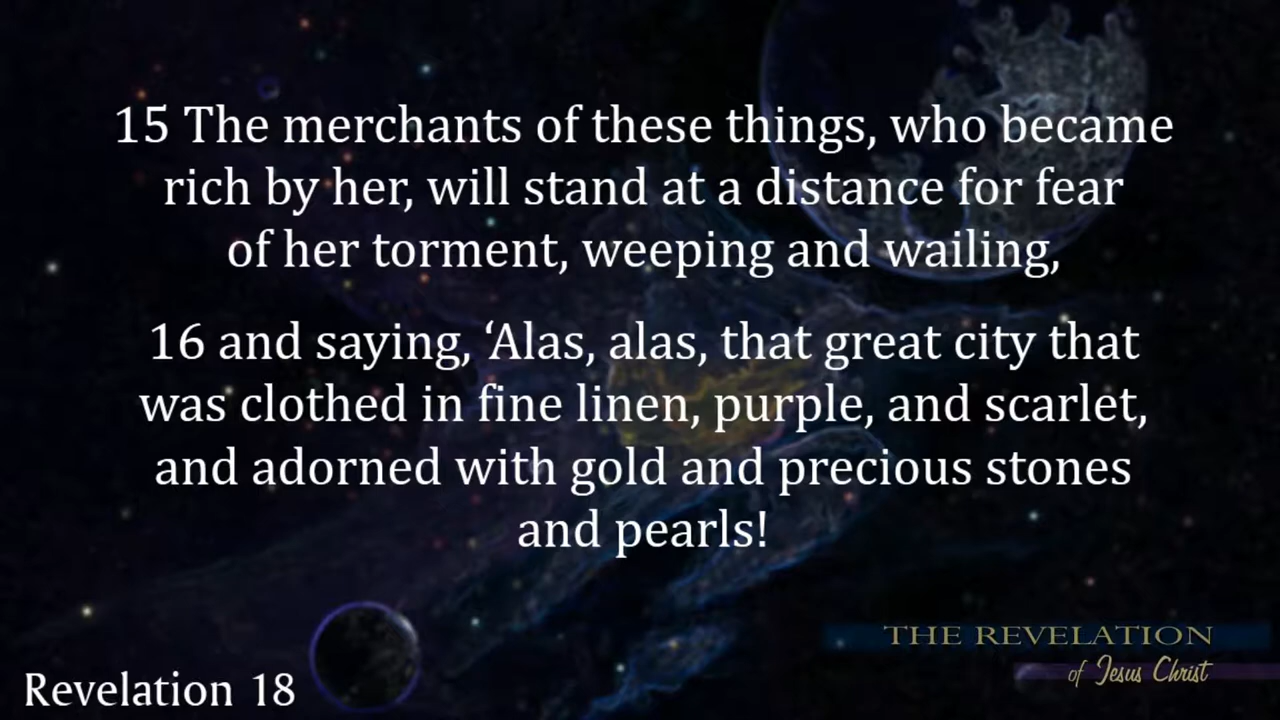 15 The merchants of these things, who became
rich by her, will stand at a distance for fear
of her torment, weeping and wailing,
16 and saying, ‘Alas, alas, that great city that
was clothed in fine linen, purple, and scarlet,
and adorned with gold and precious stones
and pearls!
THE REVELATION
of Jesus Christ
Revelation 18